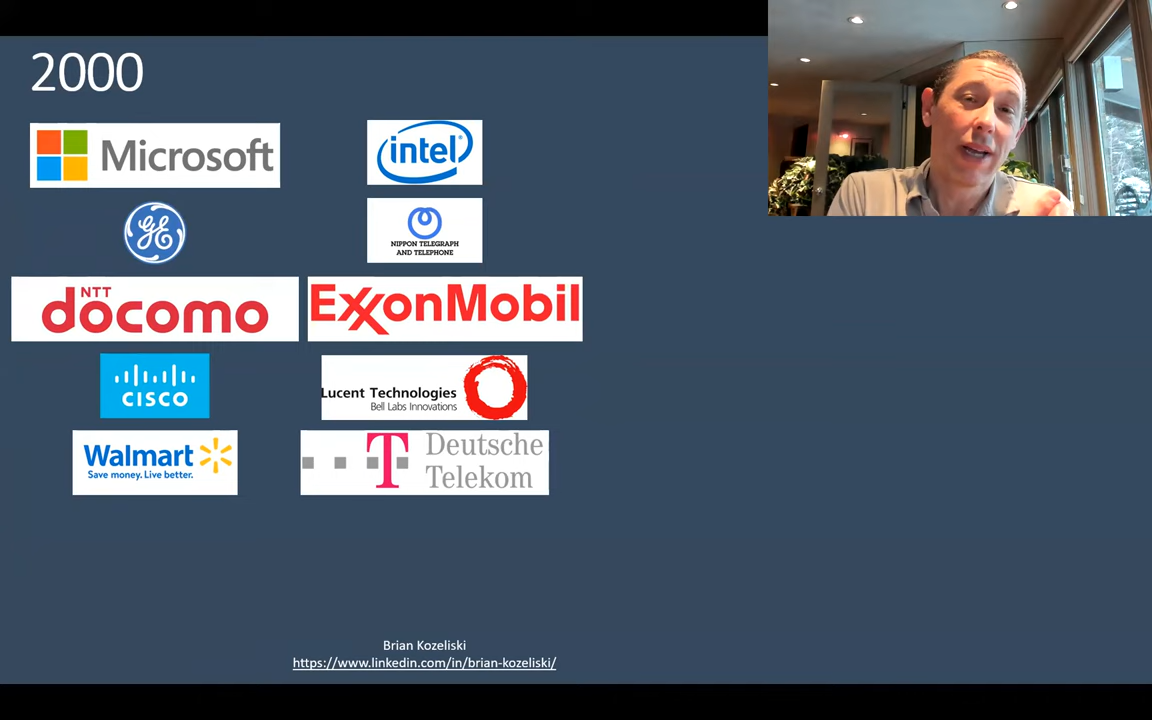 2000
Microsoft
intel®
GE
NIPPON TELEGRAPH
AND TELEPHONE
NTT
docomo
ExxonMobil
CISCO
Lucent Technologies
Bell Labs Innovations
Walmart
Save money. Live better.
T
Deutsche
Telekom
Brian Kozeliski
https://www.linkedin.com/in/brian-kozeliski/